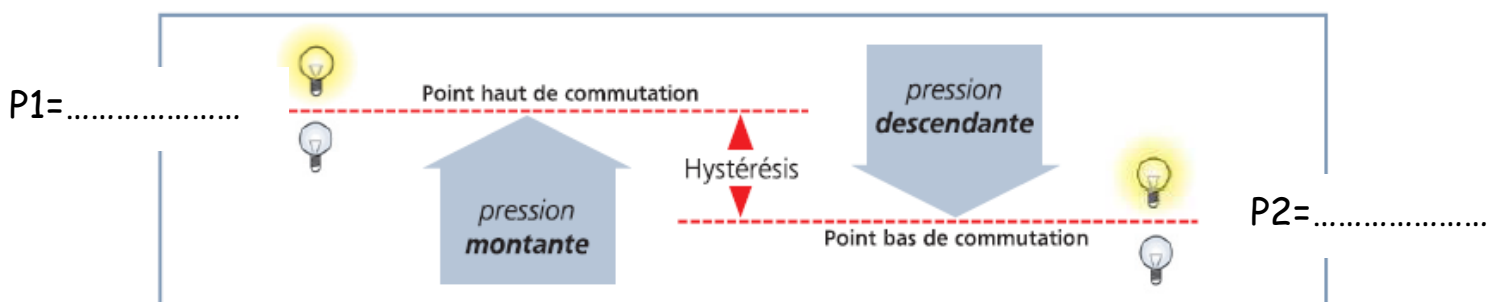 P1=.....................
Point haut de commutation
pression
montante
Hystérésis
pression
descendante
Point bas de commutation
P2=.....................